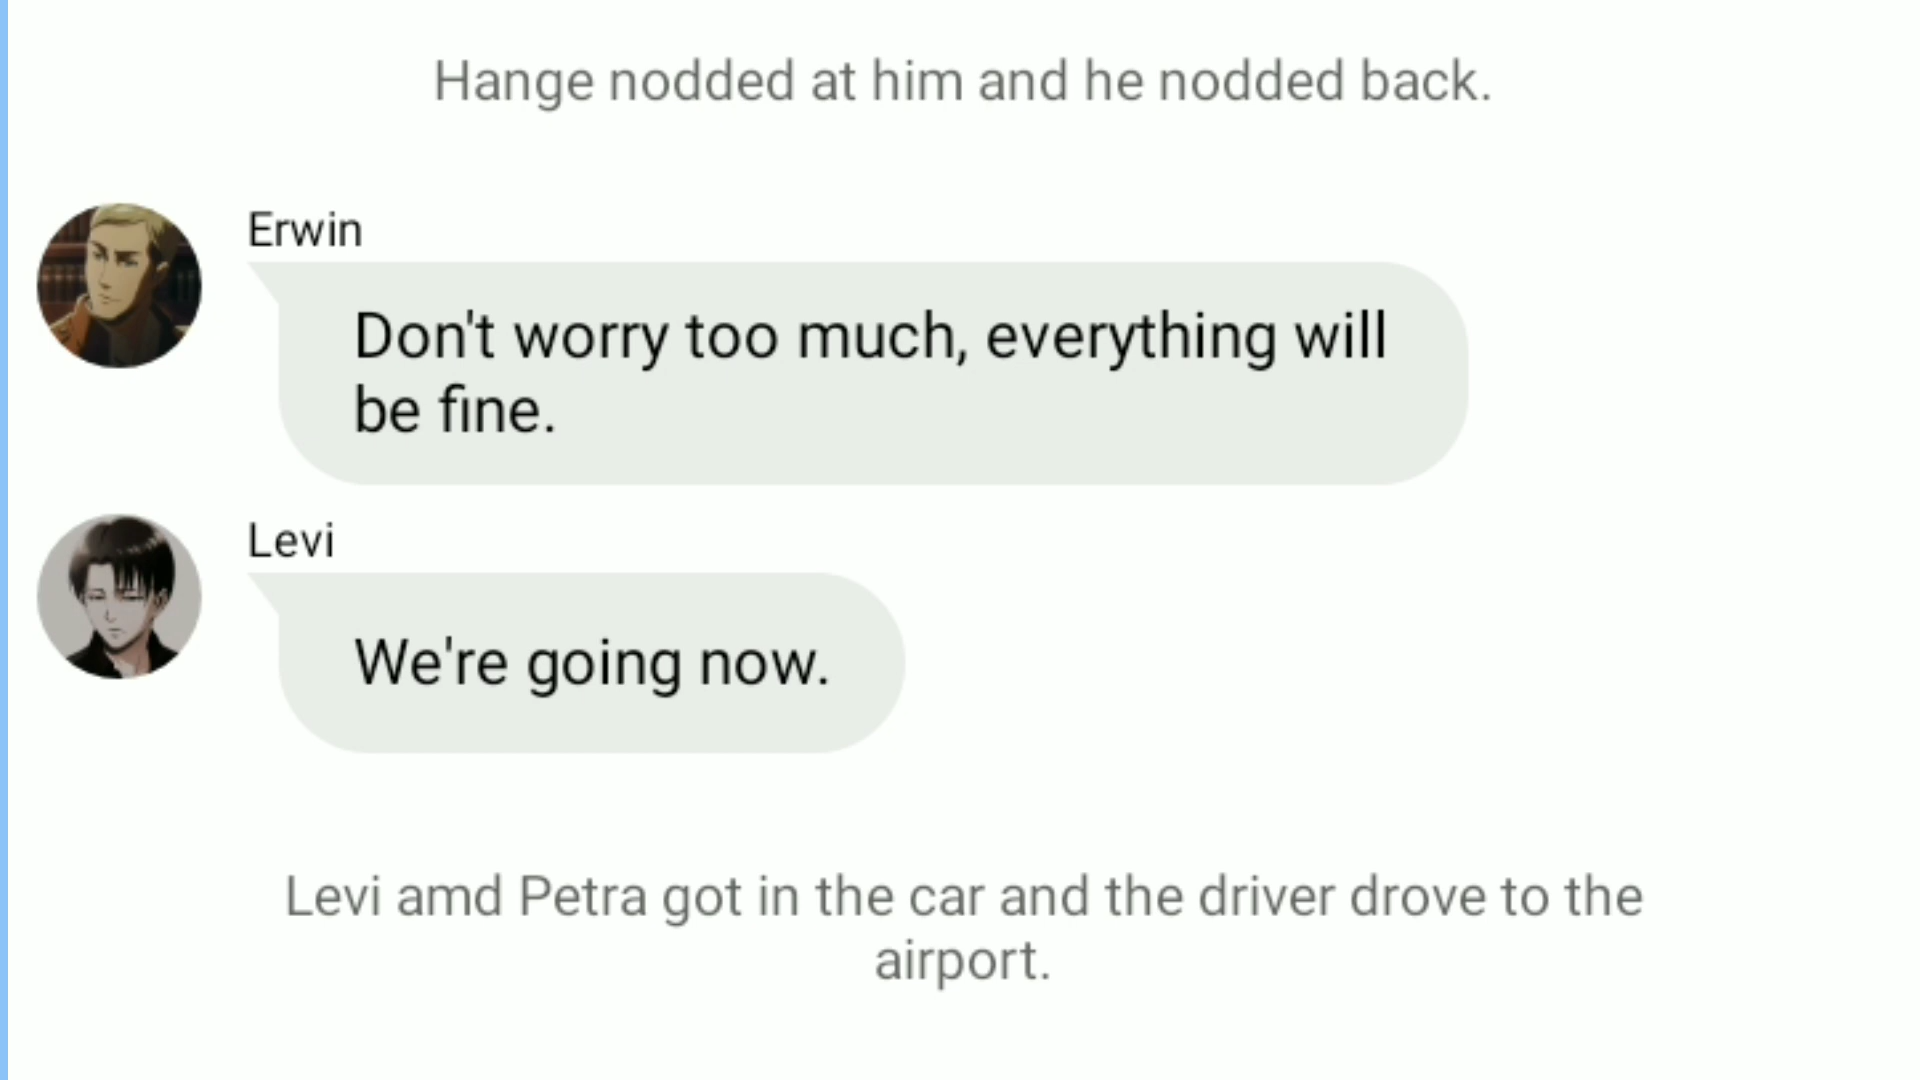 Hange nodded at him and he nodded back.
Erwin
Don't worry too much, everything will
be fine.
Levi
We're going now.
Levi amd Petra got in the car and the driver drove to the
airport.